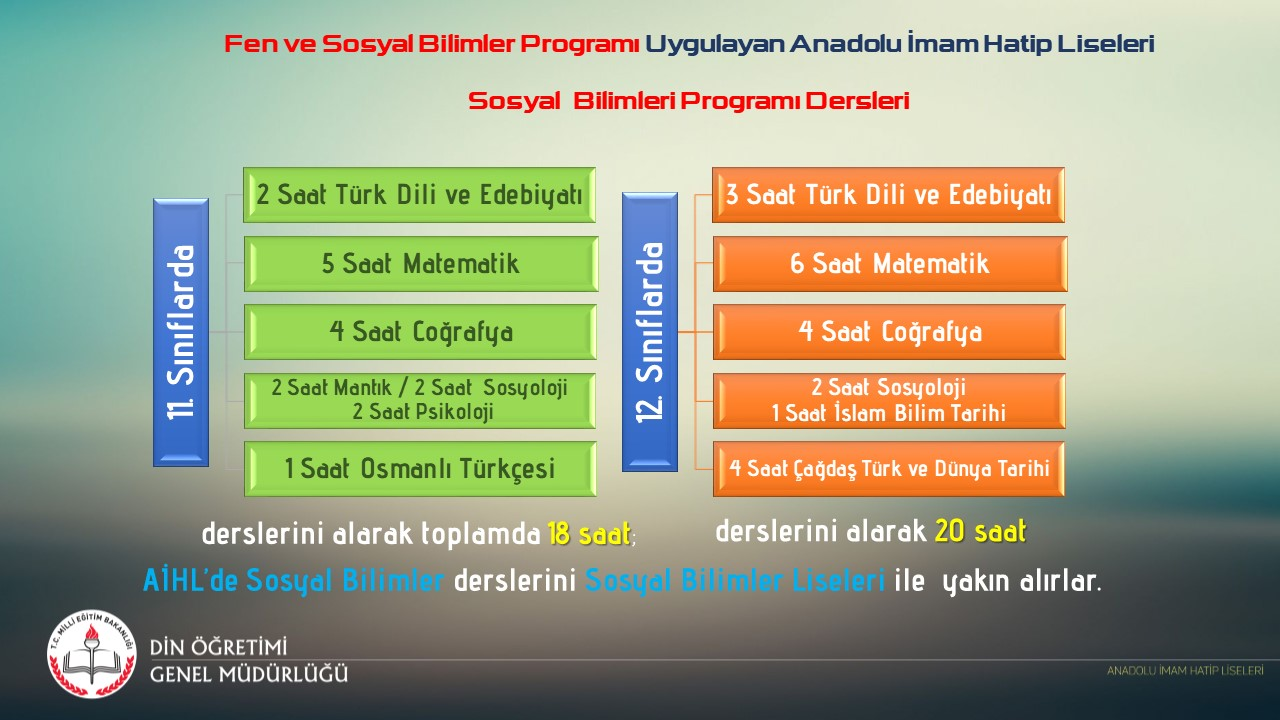 Fen ve Sosyal Bilimler Programı Uygulayan Anadolu İmam Hatip Liseleri
Sosyal Bilimleri Programı Dersleri
11. Sınıflarda
2 Saat Türk Dili ve Edebiyatı
5 Saat Matematik
4 Saat Coğrafya
2 Saat Mantık / 2 Saat Sosyoloji
2 Saat Psikoloji
1 Saat Osmanlı Türkçesi
12. Sınıflarda
3 Saat Türk Dili ve Edebiyatı
6 Saat Matematik
4 Saat Coğrafya
2 Saat Sosyoloji
1 Saat İslam Bilim Tarihi
4 Saat Çağdaş Türk ve Dünya Tarihi
derslerini alarak toplamda 18 saat;
derslerini alarak 20 saat
AİHL'de Sosyal Bilimler derslerini Sosyal Bilimler Liseleri ile yakın alırlar.
T.C. MİLLİ EĞİTİM BAKANLIĞI
DİN ÖĞRETİMİ
GENEL MÜDÜRLÜĞÜ
ANADOLU İMAM HATİP LİSELERİ